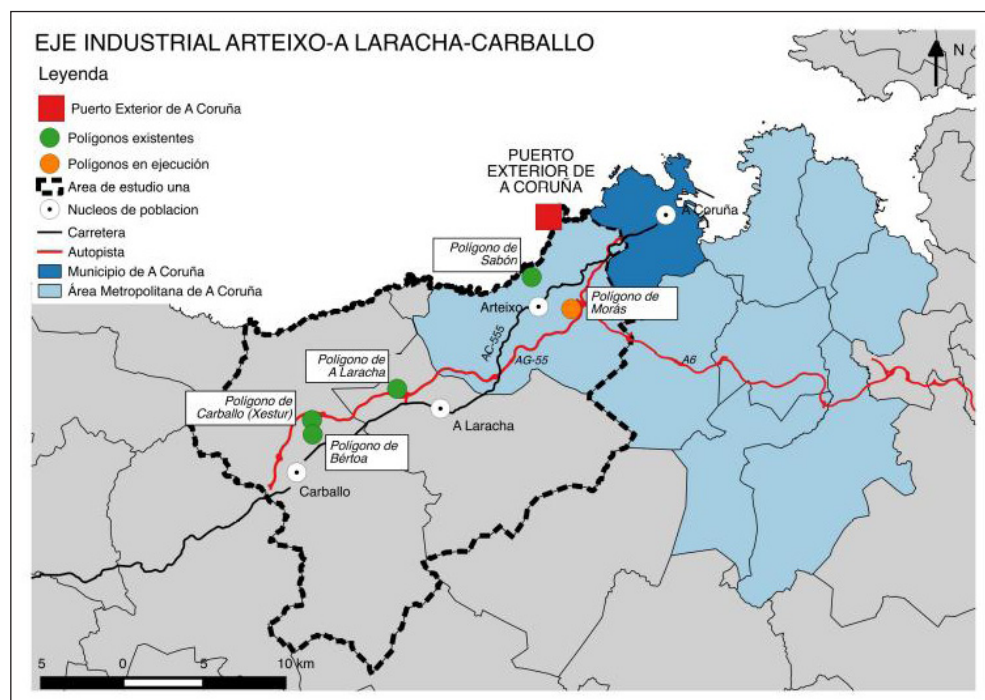 EJE INDUSTRIAL ARTEIXO-A LARACHA-CARBALLO
Leyenda
Puerto Exterior de A Coruña
Polígonos existentes
Polígonos en ejecución
Area de estudio una
Nucleos de poblacion
Carretera
Autopista
Municipio de A Coruña
Área Metropolitana de A Coruña
N
PUERTO
EXTERIOR DE
A CORUÑA
A Coruña
Polígono de
Sabón
Arteixo
Polígono de
Morás
AC-555
AG-55
A6
Polígono de
A Laracha
Polígono de
Carballo (Xestur)
A Laracha
Polígono de
Bértoa
Carballo
5 0 10 km